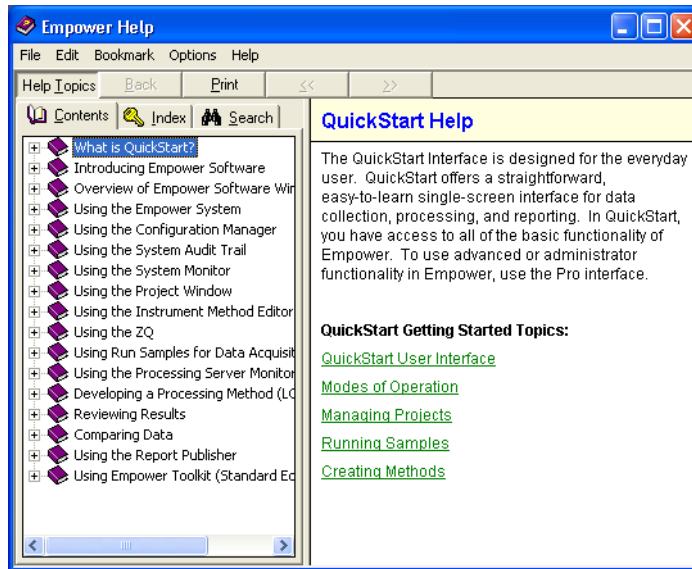 Empower Help
File Edit Bookmark Options Help
Help Topics Back Print << >>
Contents Index Search
What is QuickStart?
Introducing Empower Software
Overview of Empower Software Wir
Using the Empower System
Using the Configuration Manager
Using the System Audit Trail
Using the System Monitor
Using the Project Window
Using the Instrument Method Editor
Using the ZQ
Using Run Samples for Data Acquisit
Using the Processing Server Monitor
Developing a Processing Method (LC
Reviewing Results
Comparing Data
Using the Report Publisher
Using Empower Toolkit (Standard Ed
QuickStart Help
The QuickStart Interface is designed for the everyday
user. QuickStart offers a straightforward,
easy-to-learn single-screen interface for data
collection, processing, and reporting. In QuickStart,
you have access to all of the basic functionality of
Empower. To use advanced or administrator
functionality in Empower, use the Pro interface.
QuickStart Getting Started Topics:
QuickStart User Interface
Modes of Operation
Managing Projects
Running Samples
Creating Methods